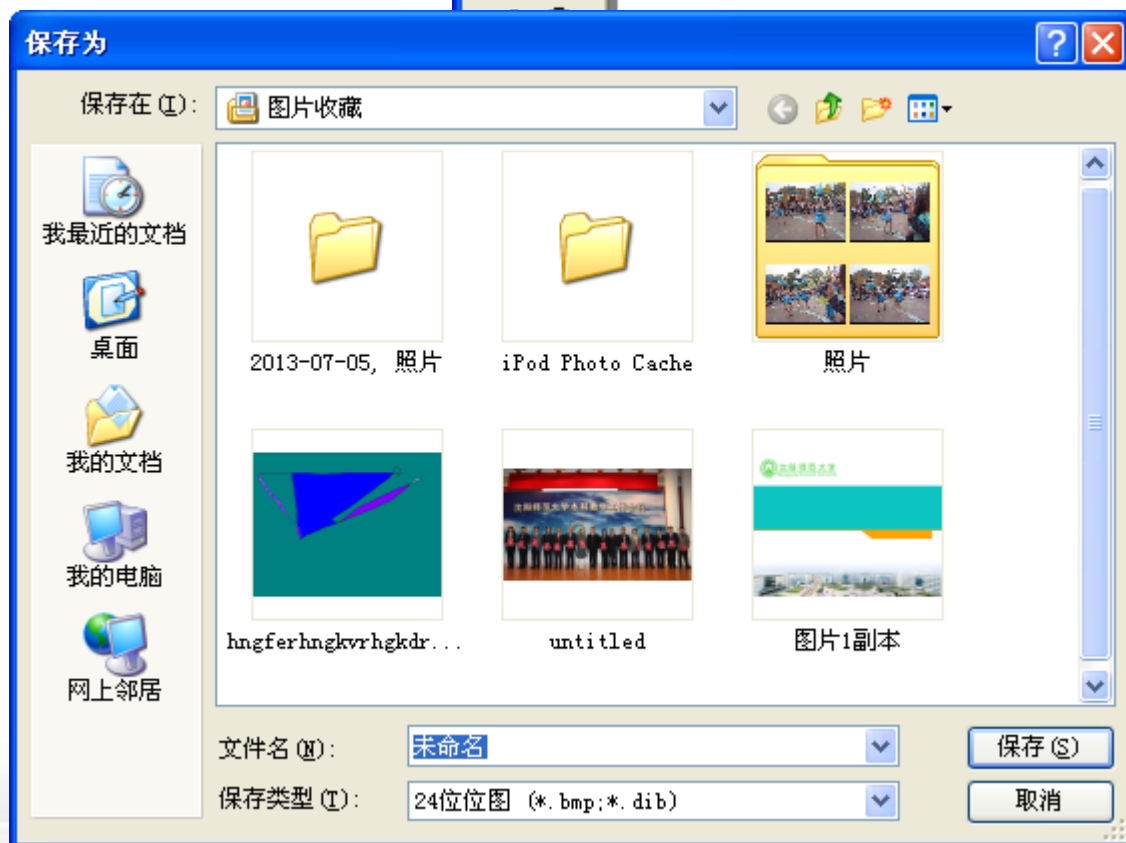 保存为
保存在(I):
图片收藏
我最近的文档
桌面
我的文档
我的电脑
网上邻居
2013-07-05, 照片
iPod Photo Cache
照片
hngferhngkvrhgkdr...
untitled
图片1副本
文件名(N):
未命名
保存(S)
保存类型(T):
24位位图 (*.bmp;*.dib)
取消